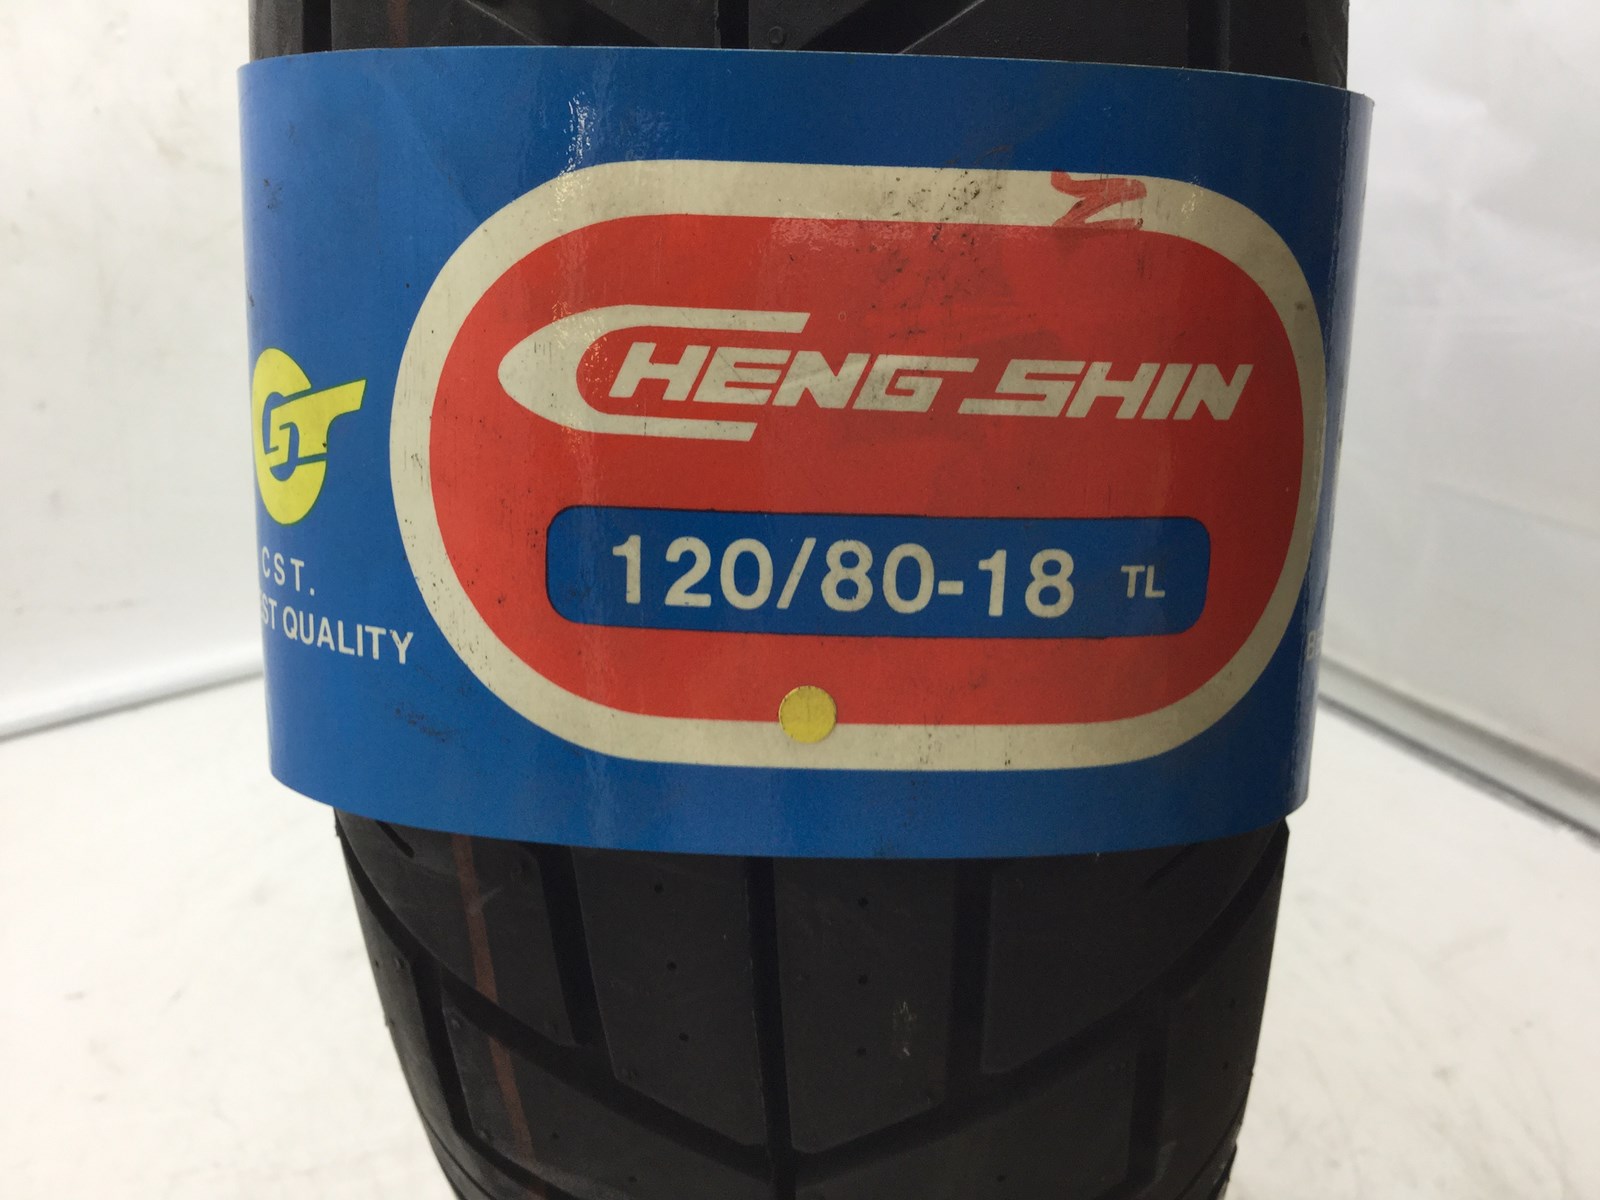 CHENG SHIN
120/80-18 TL
CST.
QUALITY